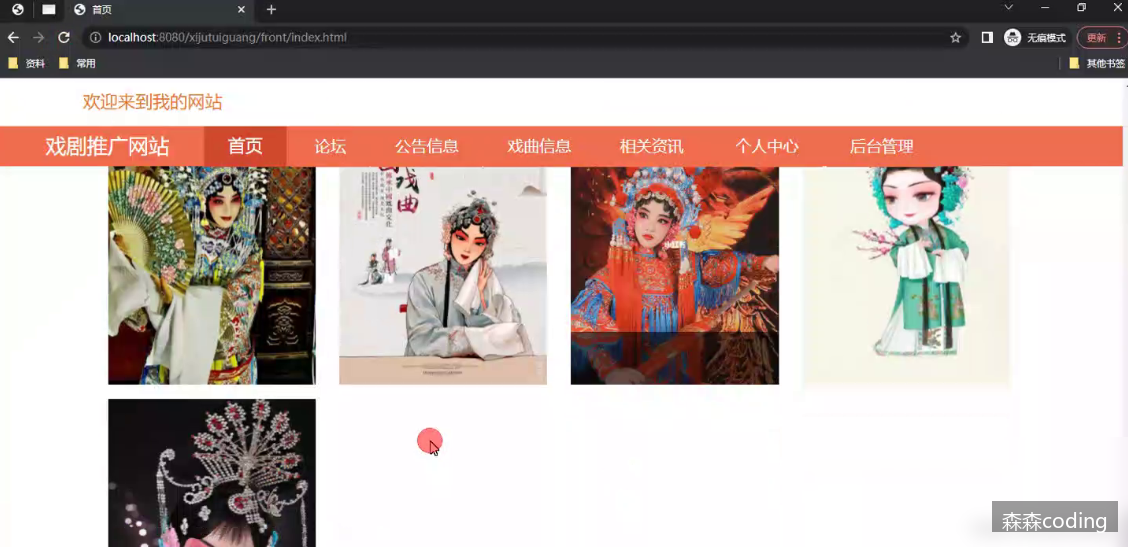 首页
localhost:8080/xijutuiguang/front/index.html
无痕模式
更新
资料
常用
其他书签
欢迎来到我的网站
戏剧推广网站
首页
论坛
公告信息
戏曲信息
相关资讯
个人中心
后台管理
戏曲
森森coding